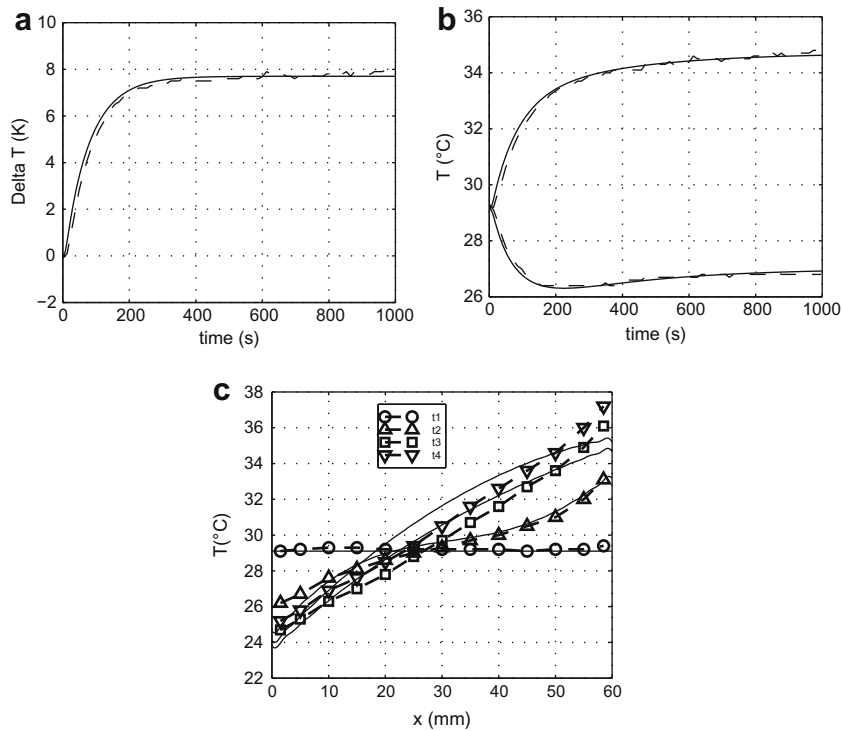 a
10
8
6
4
2
0
−2
Delta T (K)
0 200 400 600 800 1000
time (s)
b
36
34
32
30
28
26
T (°C)
0 200 400 600 800 1000
time (s)
c
38
36
34
32
30
28
26
24
22
T(°C)
t1
t2
t3
t4
0 10 20 30 40 50 60
x (mm)